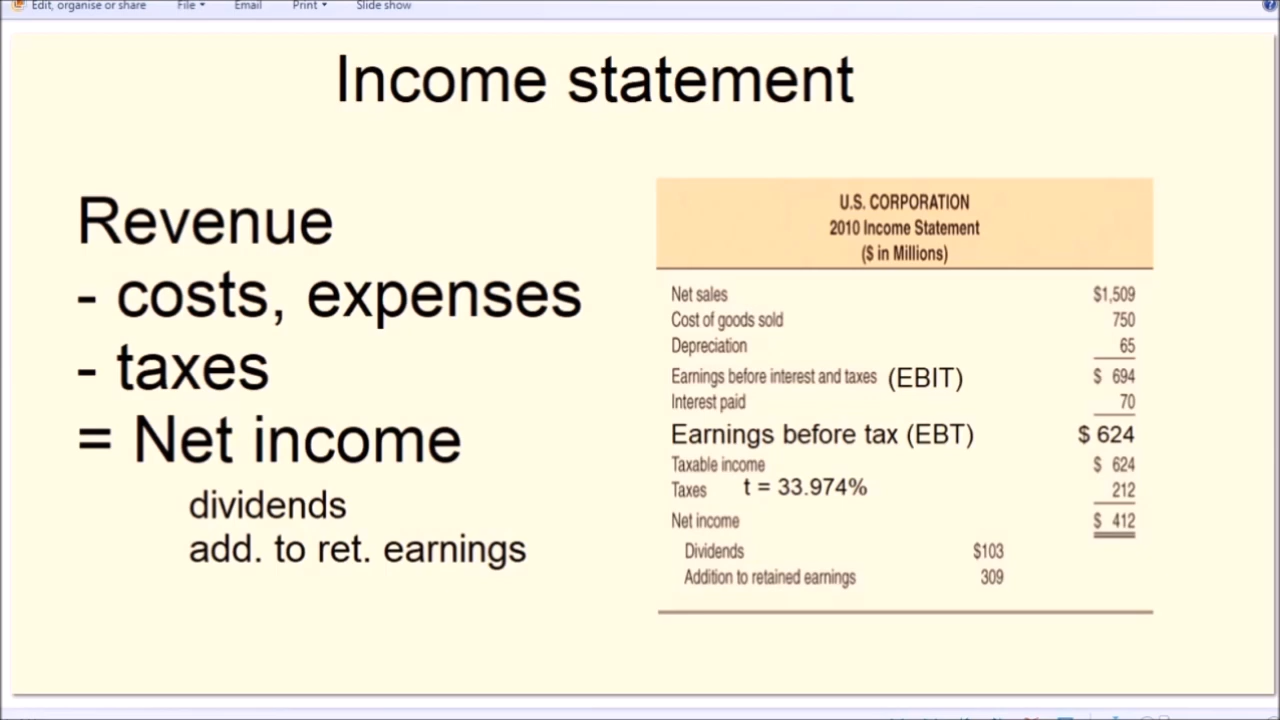 Edit, organise or share File Email Print Slide show
Income statement
Revenue
- costs, expenses
- taxes
= Net income
dividends
add. to ret. earnings
U.S. CORPORATION
2010 Income Statement
($ in Millions)
Net sales $1,509
Cost of goods sold 750
Depreciation 65
Earnings before interest and taxes (EBIT) $ 694
Interest paid 70
Earnings before tax (EBT) $ 624
Taxable income $ 624
Taxes t = 33.974% 212
Net income $ 412
Dividends $103
Addition to retained earnings 309